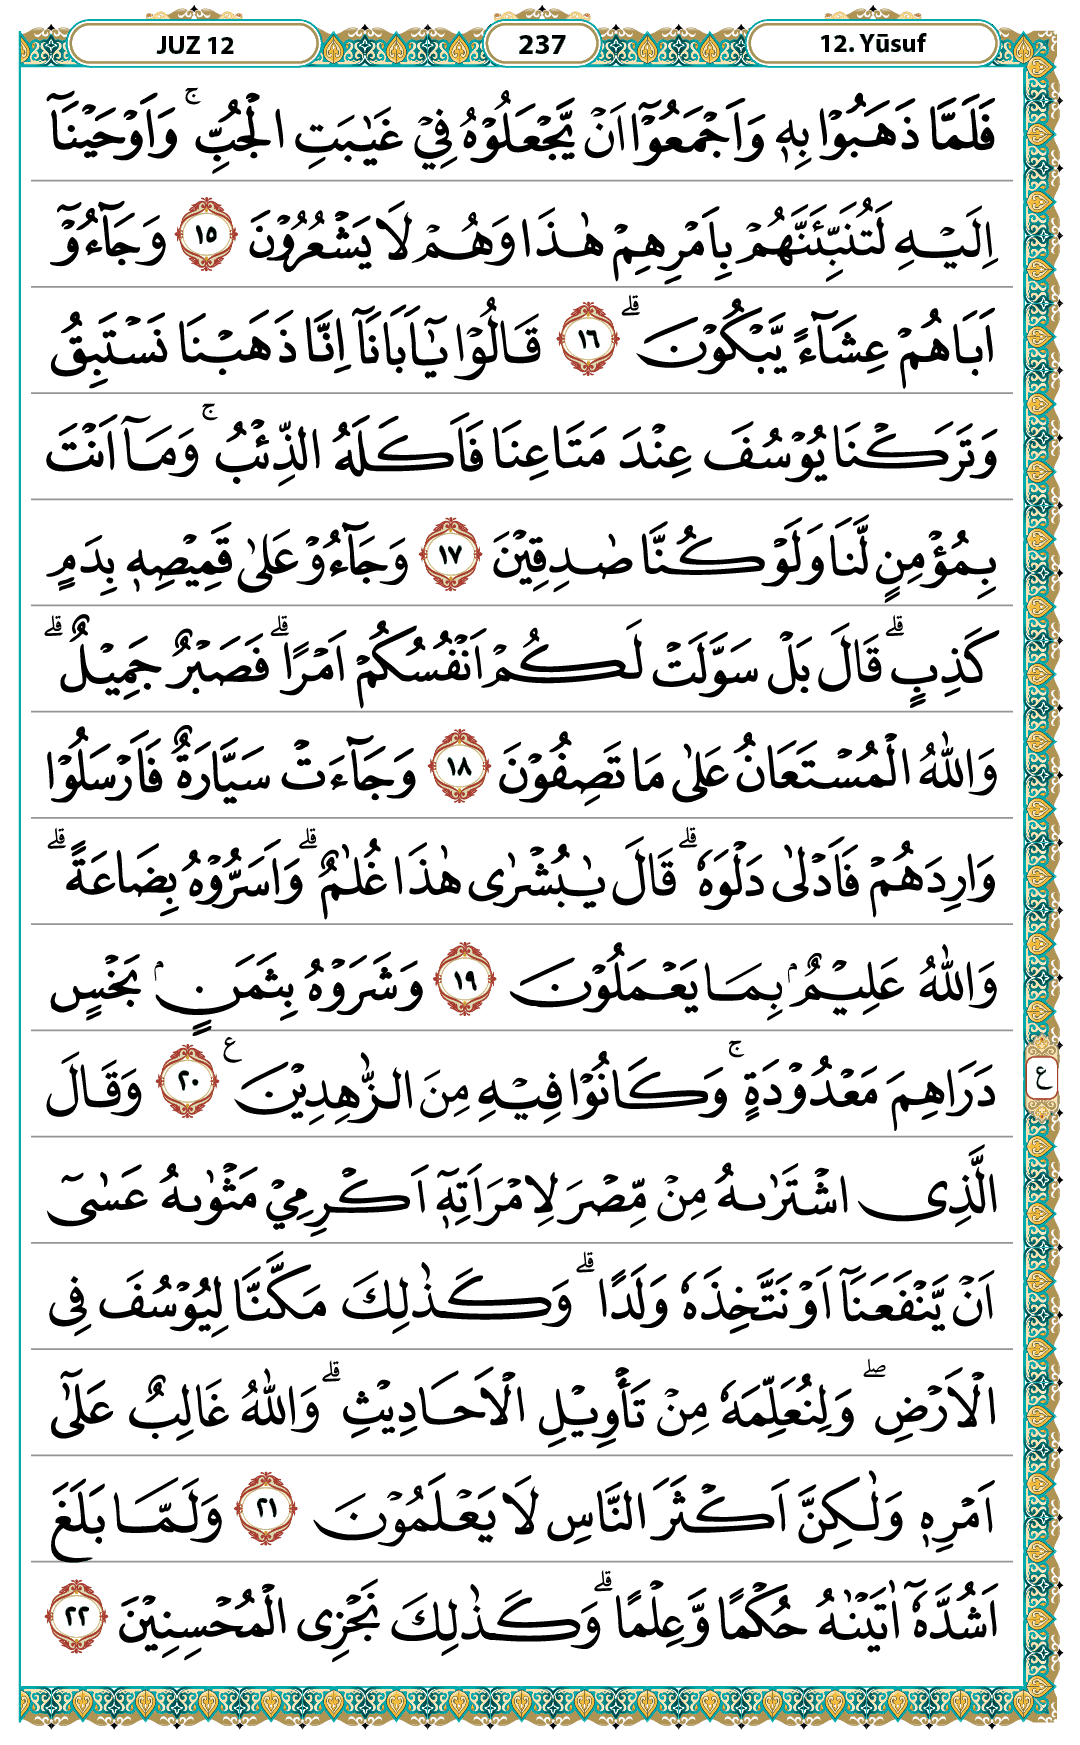 JUZ 12
237
12. Yūsuf
فَلَمَّا ذَهَبُوْا بِهٖ وَاَجْمَعُوْٓا اَنْ يَّجْعَلُوْهُ فِيْ غَيٰبَتِ الْجُبِّۚ وَاَوْحَيْنَآ
اِلَيْهِ لَتُنَبِّئَنَّهُمْ بِاَمْرِهِمْ هٰذَا وَهُمْ لَا يَشْعُرُوْنَ ١٥ وَجَاۤءُوْٓ
اَبَاهُمْ عِشَاۤءً يَّبْكُوْنَۗ ١٦ قَالُوْا يٰٓاَبَانَآ اِنَّا ذَهَبْنَا نَسْتَبِقُ
وَتَرَكْنَا يُوْسُفَ عِنْدَ مَتَاعِنَا فَاَكَلَهُ الذِّئْبُۚ وَمَآ اَنْتَ
بِمُؤْمِنٍ لَّنَا وَلَوْ كُنَّا صٰدِقِيْنَ ١٧ وَجَاۤءُوْ عَلٰى قَمِيْصِهٖ بِدَمٍ
كَذِبٍۗ قَالَ بَلْ سَوَّلَتْ لَكُمْ اَنْفُسُكُمْ اَمْرًاۗ فَصَبْرٌ جَمِيْلٌۗ
وَاللّٰهُ الْمُسْتَعَانُ عَلٰى مَا تَصِفُوْنَ ١٨ وَجَاۤءَتْ سَيَّارَةٌ فَاَرْسَلُوْا
وَارِدَهُمْ فَاَدْلٰى دَلْوَهٗۗ قَالَ يٰبُشْرٰى هٰذَا غُلٰمٌۗ وَاَسَرُّوْهُ بِضَاعَةًۗ
وَاللّٰهُ عَلِيْمٌۢ بِمَا يَعْمَلُوْنَ ١٩ وَشَرَوْهُ بِثَمَنٍۢ بَخْسٍ
دَرَاهِمَ مَعْدُوْدَةٍۚ وَكَانُوْا فِيْهِ مِنَ الزّٰهِدِيْنَ ع ٢٠ وَقَالَ
ع
الَّذِى اشْتَرٰىهُ مِنْ مِّصْرَ لِامْرَاَتِهٖٓ اَكْرِمِيْ مَثْوٰىهُ عَسٰىٓ
اَنْ يَّنْفَعَنَآ اَوْ نَتَّخِذَهٗ وَلَدًاۗ وَكَذٰلِكَ مَكَّنَّا لِيُوْسُفَ فِى
الْاَرْضِۖ وَلِنُعَلِّمَهٗ مِنْ تَأْوِيْلِ الْاَحَادِيْثِۗ وَاللّٰهُ غَالِبٌ عَلٰٓى
اَمْرِهٖ وَلٰكِنَّ اَكْثَرَ النَّاسِ لَا يَعْلَمُوْنَ ٢١ وَلَمَّا بَلَغَ
اَشُدَّهٗٓ اٰتَيْنٰهُ حُكْمًا وَّعِلْمًاۗ وَكَذٰلِكَ نَجْزِى الْمُحْسِنِيْنَ ٢٢